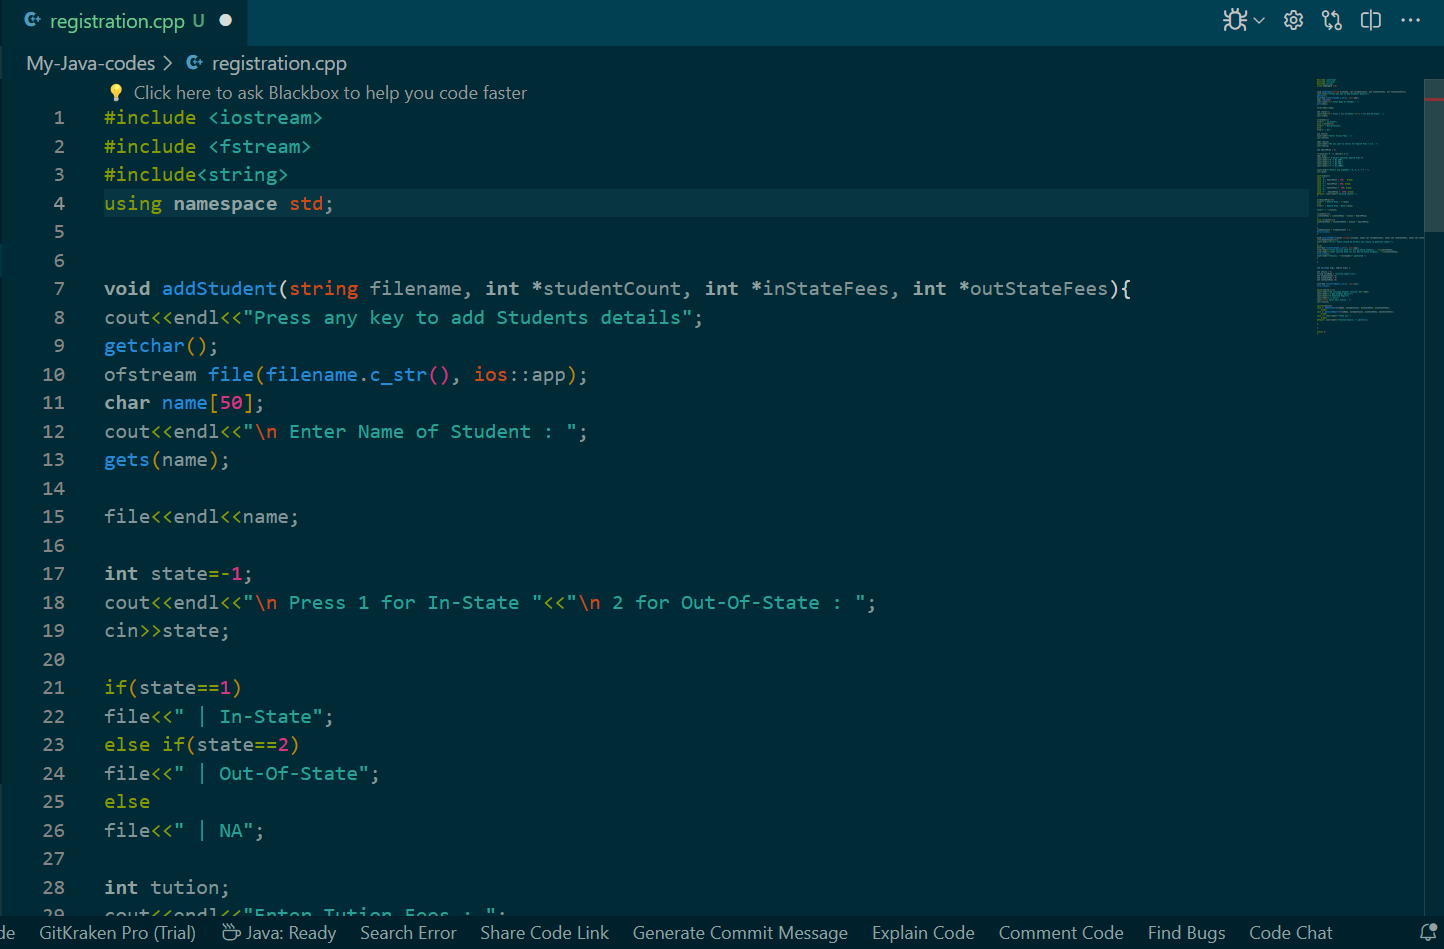 registration.cpp U
My-Java-codes > registration.cpp
Click here to ask Blackbox to help you code faster
1 #include <iostream>
2 #include <fstream>
3 #include<string>
4 using namespace std;
5
6
7 void addStudent(string filename, int *studentCount, int *inStateFees, int *outStateFees){
8 cout<<endl<<"Press any key to add Students details";
9 getchar();
10 ofstream file(filename.c_str(), ios::app);
11 char name[50];
12 cout<<endl<<"\n Enter Name of Student : ";
13 gets(name);
14
15 file<<endl<<name;
16
17 int state=-1;
18 cout<<endl<<"\n Press 1 for In-State "<<"\n 2 for Out-Of-State : ";
19 cin>>state;
20
21 if(state==1)
22 file<<" | In-State";
23 else if(state==2)
24 file<<" | Out-Of-State";
25 else
26 file<<" | NA";
27
28 int tution;
29 cout<<endl<<"Enter Tution Fees : ";
de GitKraken Pro (Trial) Java: Ready Search Error Share Code Link Generate Commit Message Explain Code Comment Code Find Bugs Code Chat